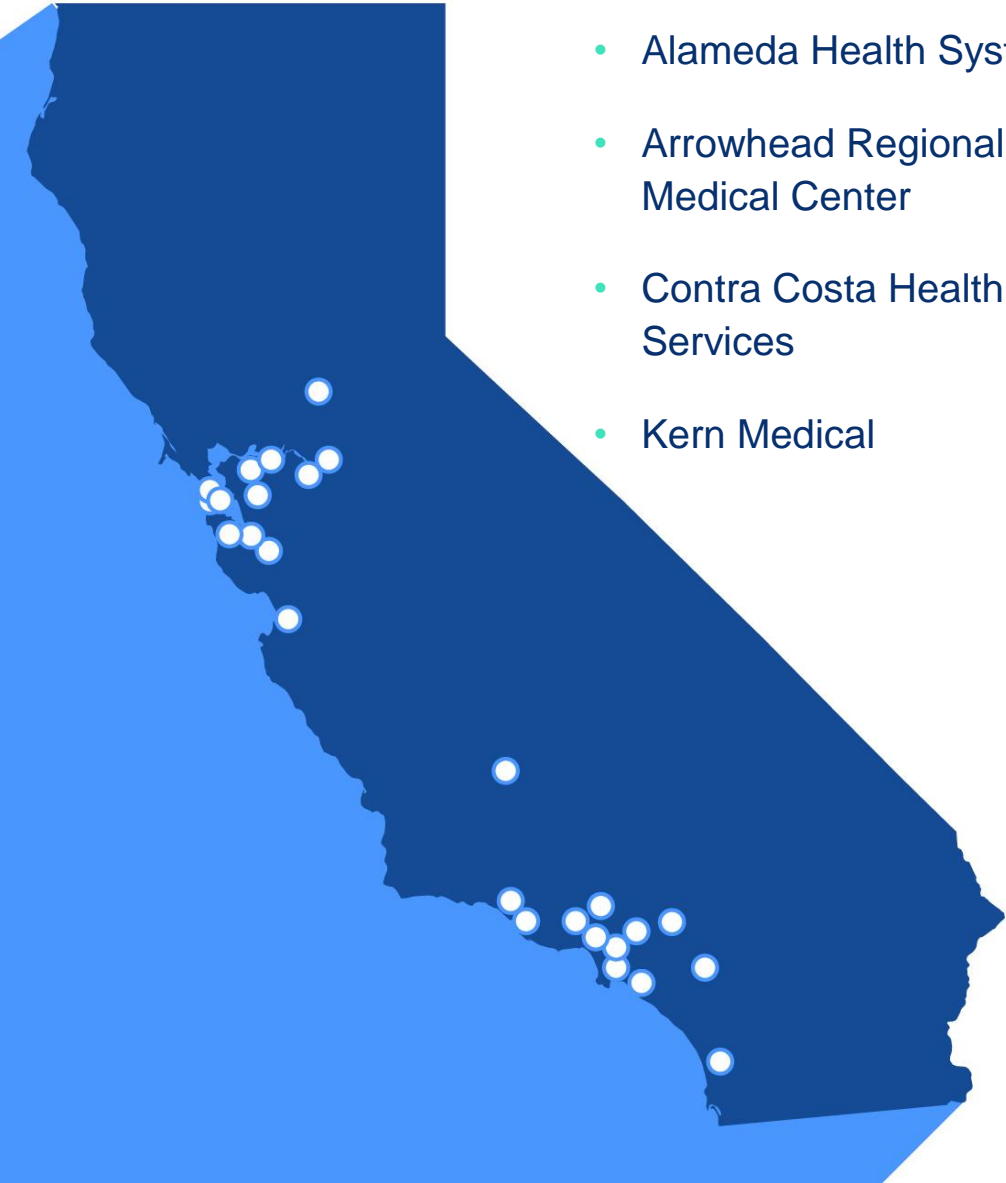 • Alameda Health Syst
• Arrowhead Regional
Medical Center
• Contra Costa Health
Services
• Kern Medical